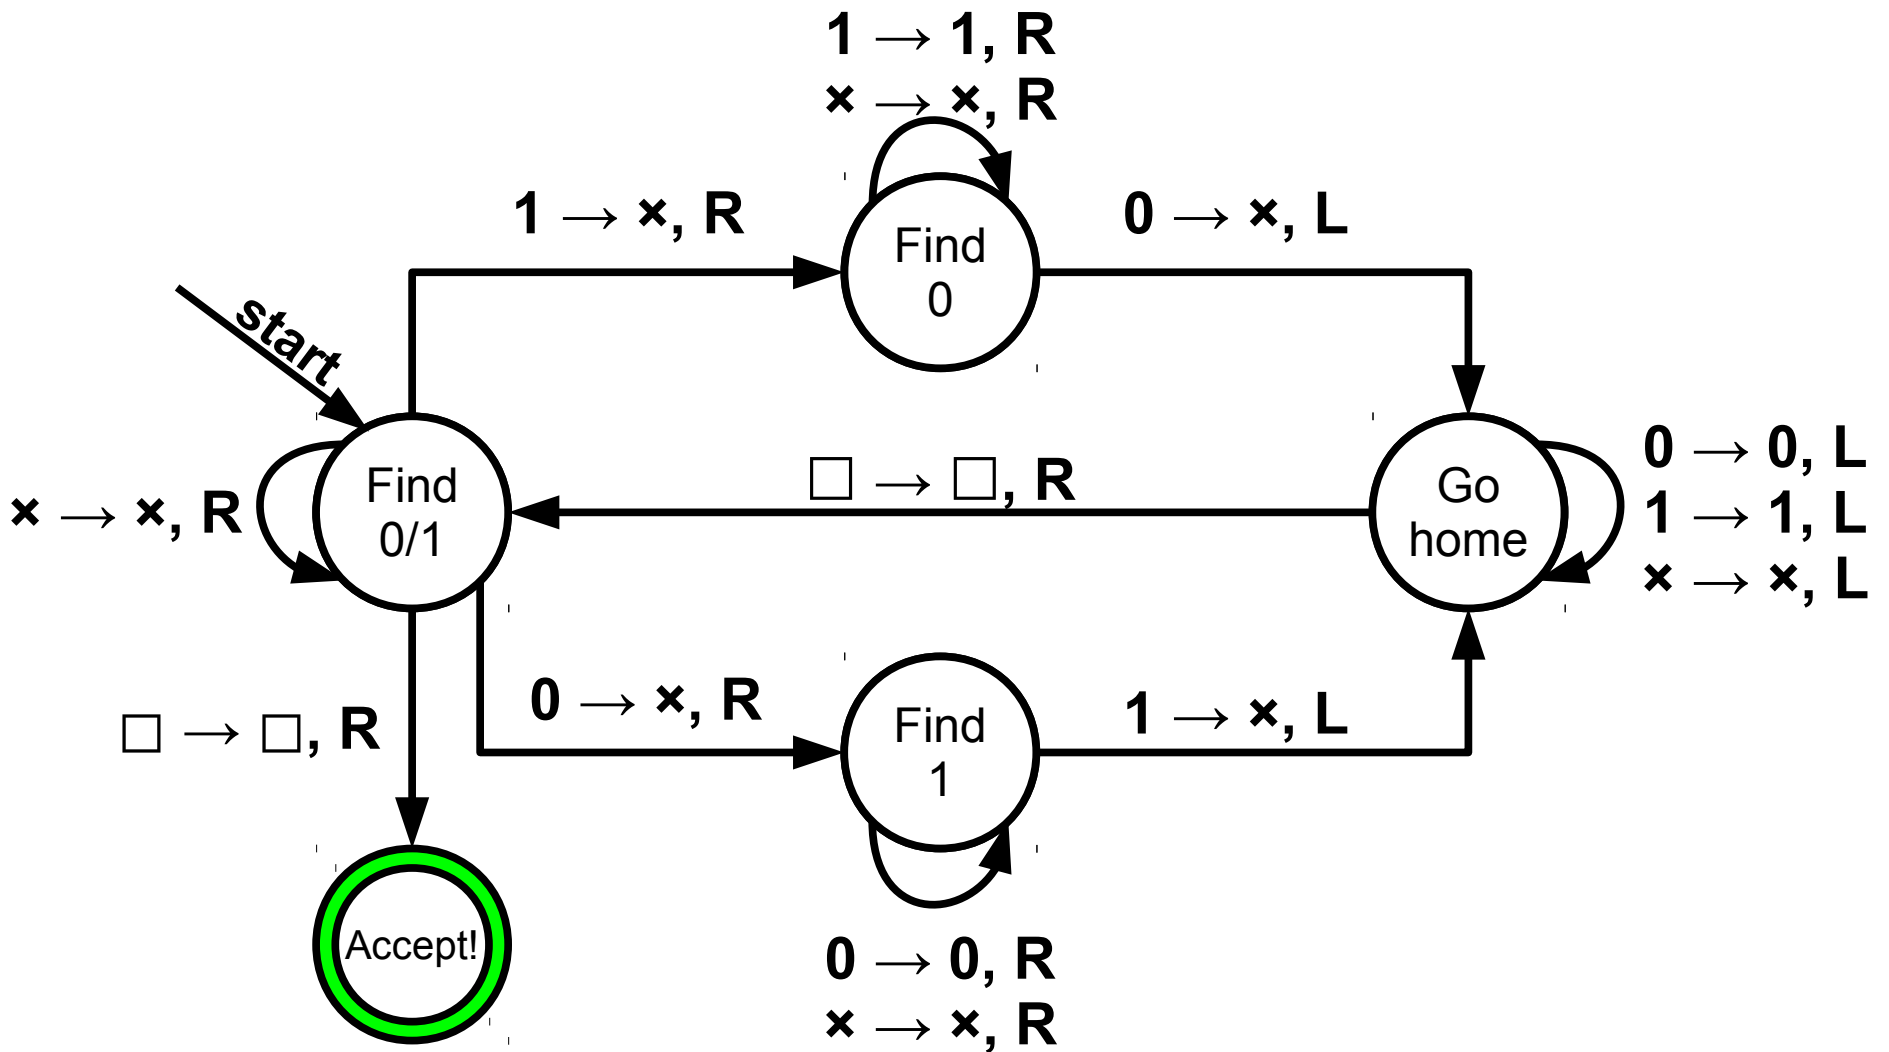 1 → 1, R
× → ×, R
1 → ×, R
0 → ×, L
Find
0
start
Find
0/1
× → ×, R
□ → □, R
Go
home
0 → 0, L
1 → 1, L
× → ×, L
□ → □, R
0 → ×, R
Find
1
1 → ×, L
Accept!
0 → 0, R
× → ×, R